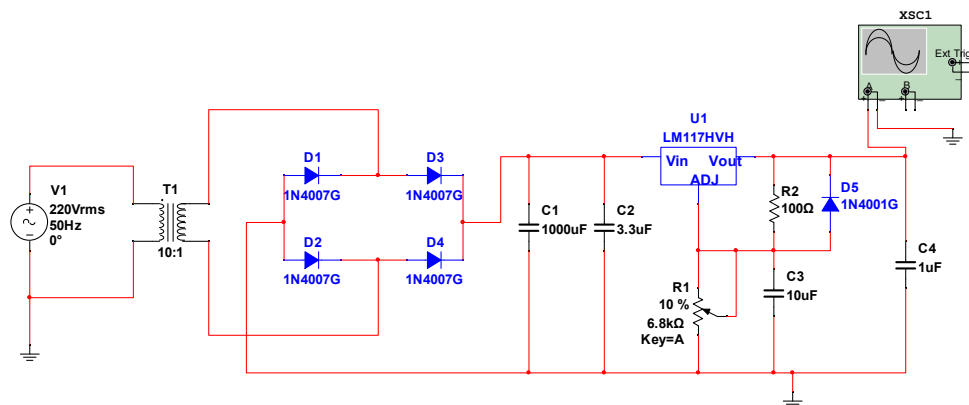 XSC1
Ext Trig
+
–
A
B
+ – + –
V1
220Vrms
50Hz
0°
T1
10:1
D1
1N4007G
D3
1N4007G
D2
1N4007G
D4
1N4007G
C1
1000uF
C2
3.3uF
U1
LM117HVH
Vin Vout
ADJ
R2
100Ω
D5
1N4001G
R1
10 %
6.8kΩ
Key=A
C3
10uF
C4
1uF